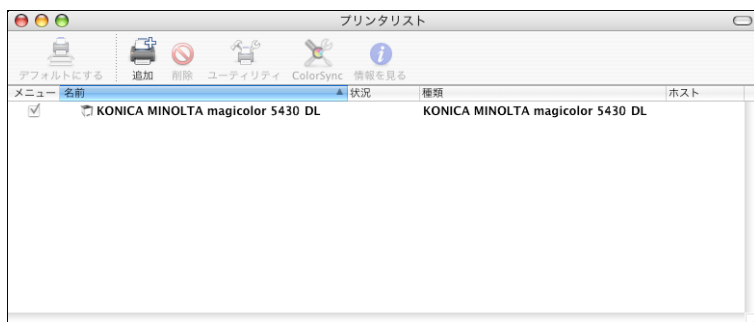 プリンタリスト
デフォルトにする 追加 削除 ユーティリティ ColorSync 情報を見る
メニュー 名前 状況 種類 ホスト
KONICA MINOLTA magicolor 5430 DL KONICA MINOLTA magicolor 5430 DL